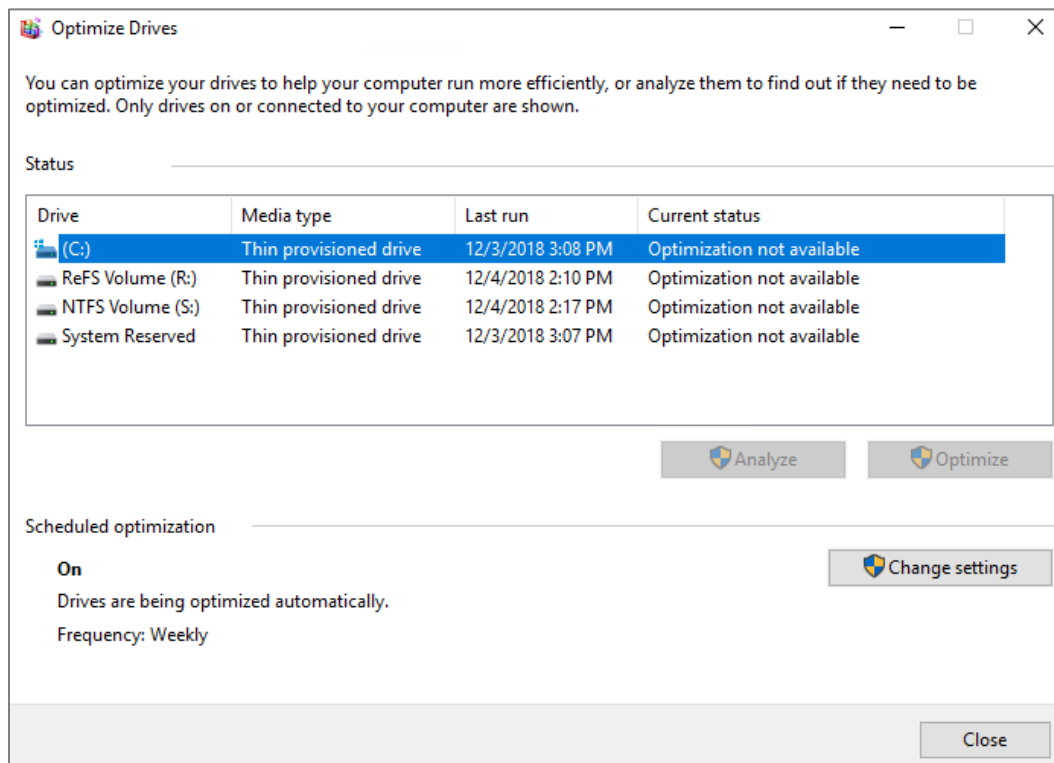 Optimize Drives
You can optimize your drives to help your computer run more efficiently, or analyze them to find out if they need to be
optimized. Only drives on or connected to your computer are shown.
Status
Drive Media type Last run Current status
(C:) Thin provisioned drive 12/3/2018 3:08 PM Optimization not available
ReFS Volume (R:) Thin provisioned drive 12/4/2018 2:10 PM Optimization not available
NTFS Volume (S:) Thin provisioned drive 12/4/2018 2:17 PM Optimization not available
System Reserved Thin provisioned drive 12/3/2018 3:07 PM Optimization not available
Analyze Optimize
Scheduled optimization
On Change settings
Drives are being optimized automatically.
Frequency: Weekly
Close